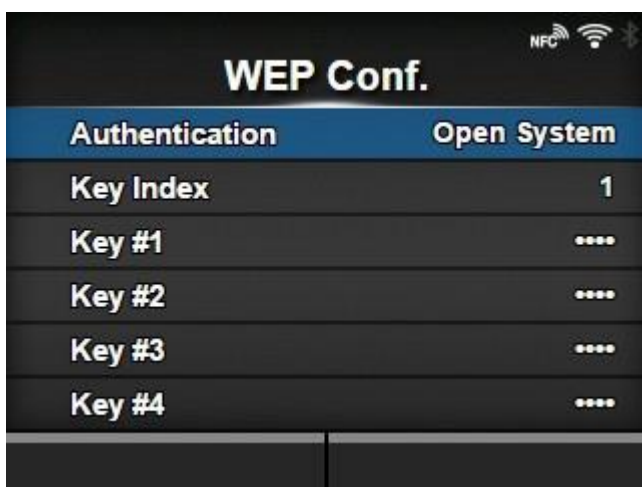 NFC
WEP Conf.
Authentication Open System
Key Index 1
Key #1 ••••
Key #2 ••••
Key #3 ••••
Key #4 ••••